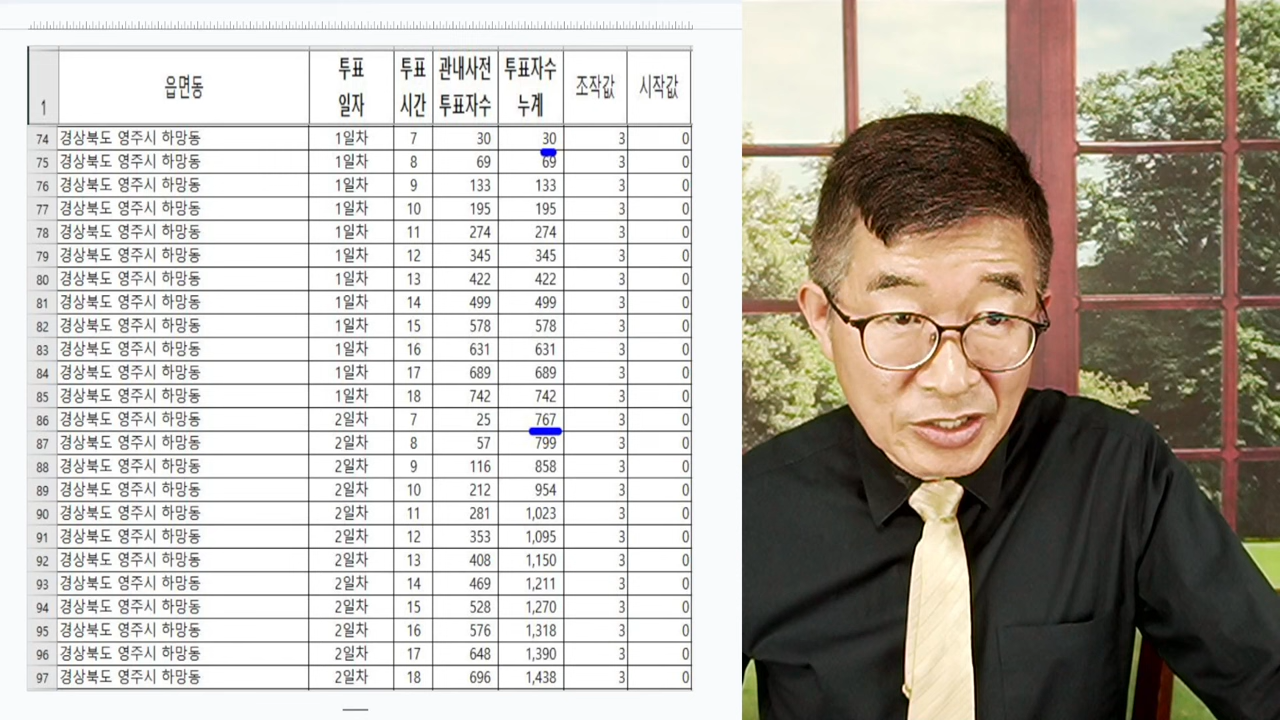 1 읍면동 투표 일자 투표 시간 관내사전 투표자수 투표자수 누계 조작값 시작값
74 경상북도 영주시 하망동 1일차 7 30 30 3 0
75 경상북도 영주시 하망동 1일차 8 69 69 3 0
76 경상북도 영주시 하망동 1일차 9 133 133 3 0
77 경상북도 영주시 하망동 1일차 10 195 195 3 0
78 경상북도 영주시 하망동 1일차 11 274 274 3 0
79 경상북도 영주시 하망동 1일차 12 345 345 3 0
80 경상북도 영주시 하망동 1일차 13 422 422 3 0
81 경상북도 영주시 하망동 1일차 14 499 499 3 0
82 경상북도 영주시 하망동 1일차 15 578 578 3 0
83 경상북도 영주시 하망동 1일차 16 631 631 3 0
84 경상북도 영주시 하망동 1일차 17 689 689 3 0
85 경상북도 영주시 하망동 1일차 18 742 742 3 0
86 경상북도 영주시 하망동 2일차 7 25 767 3 0
87 경상북도 영주시 하망동 2일차 8 57 799 3 0
88 경상북도 영주시 하망동 2일차 9 116 858 3 0
89 경상북도 영주시 하망동 2일차 10 212 954 3 0
90 경상북도 영주시 하망동 2일차 11 281 1,023 3 0
91 경상북도 영주시 하망동 2일차 12 353 1,095 3 0
92 경상북도 영주시 하망동 2일차 13 408 1,150 3 0
93 경상북도 영주시 하망동 2일차 14 469 1,211 3 0
94 경상북도 영주시 하망동 2일차 15 528 1,270 3 0
95 경상북도 영주시 하망동 2일차 16 576 1,318 3 0
96 경상북도 영주시 하망동 2일차 17 648 1,390 3 0
97 경상북도 영주시 하망동 2일차 18 696 1,438 3 0